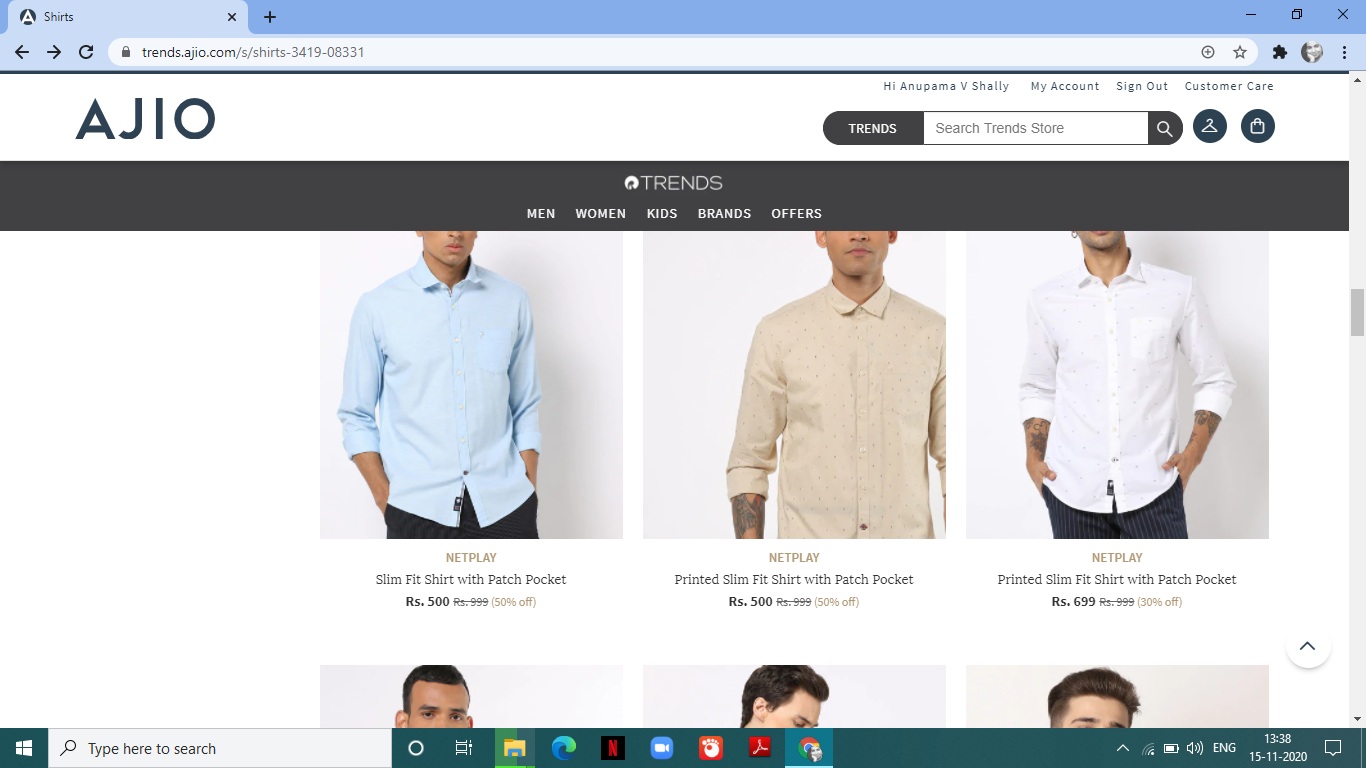 Shirts
trends.ajio.com/s/shirts-3419-08331
Hi Anupama V Shally My Account Sign Out Customer Care
AJIO
TRENDS Search Trends Store
TRENDS
MEN WOMEN KIDS BRANDS OFFERS
NETPLAY
Slim Fit Shirt with Patch Pocket
Rs. 500 Rs. 999 (50% off)
NETPLAY
Printed Slim Fit Shirt with Patch Pocket
Rs. 500 Rs. 999 (50% off)
NETPLAY
Printed Slim Fit Shirt with Patch Pocket
Rs. 699 Rs. 999 (30% off)
Type here to search
ENG
13:38
15-11-2020